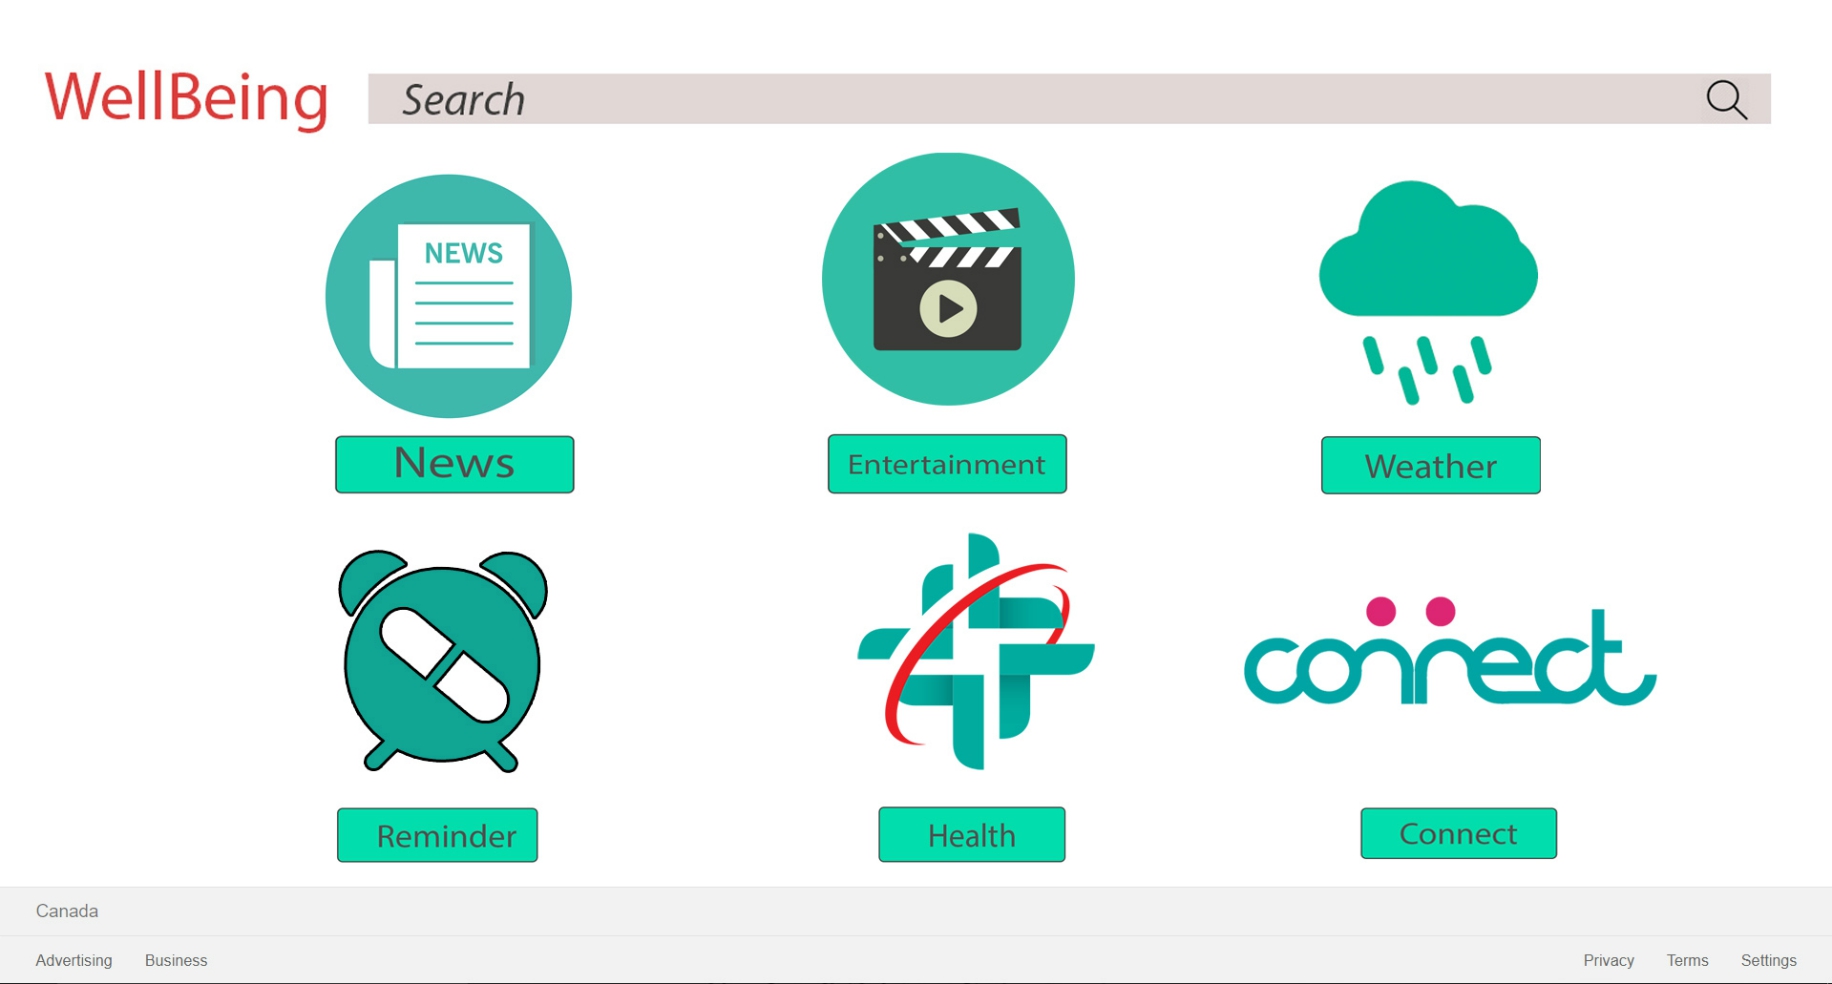 WellBeing
Search
NEWS
News
Entertainment
Weather
connect
Reminder
Health
Connect
Canada
Advertising
Business
Privacy
Terms
Settings